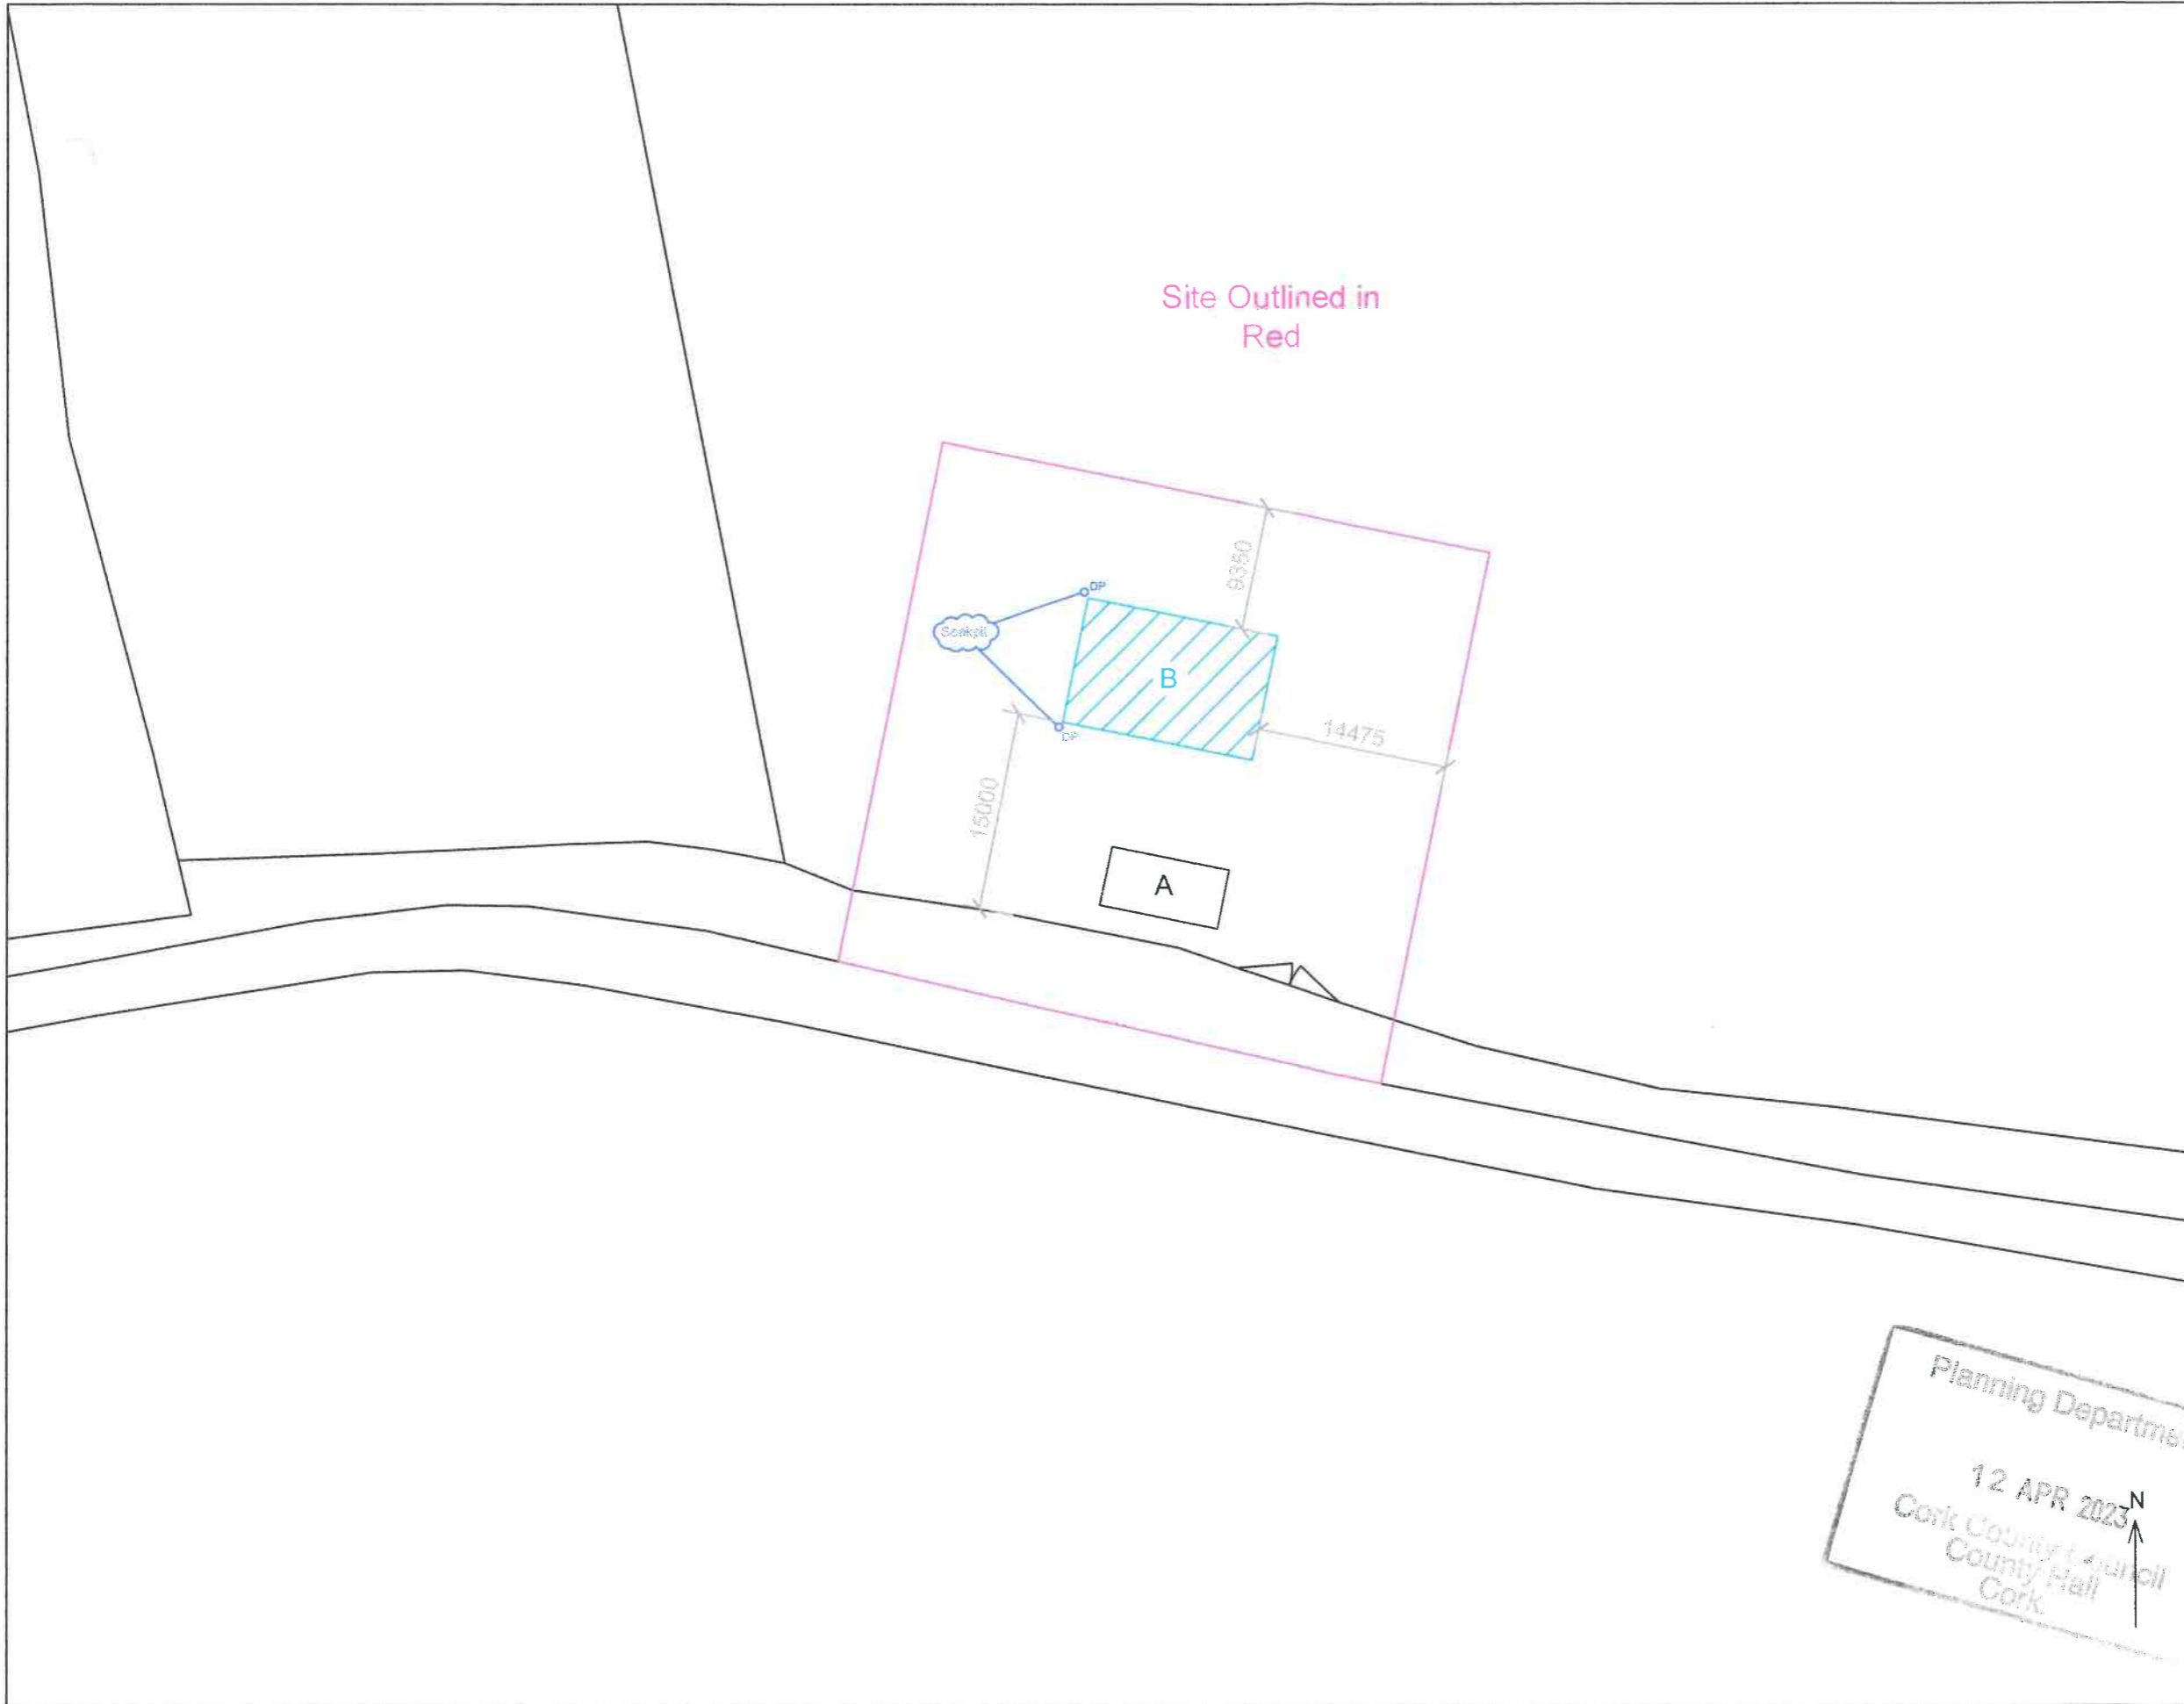 Site Outlined in
Red
9350
DP
Soakpit
B
DP
14475
15000
A
Planning Departme
12 APR 2023
N
Cork County Council
County Hall
Cork.